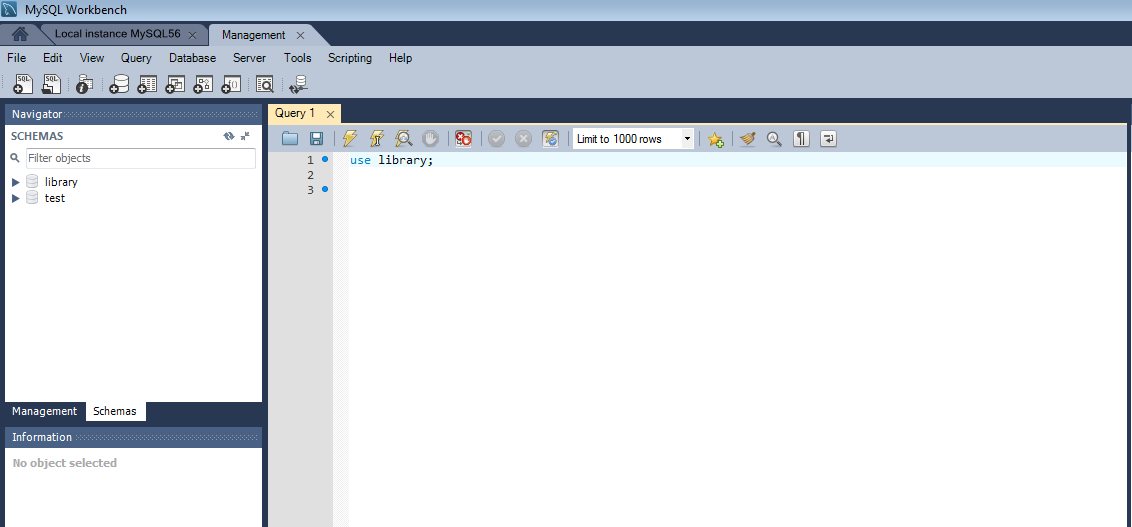 MySQL Workbench
Local instance MySQL56
Management
File Edit View Query Database Server Tools Scripting Help
SQL SQL
Navigator
SCHEMAS
Filter objects
library
test
Management Schemas
Information
No object selected
Query 1
Limit to 1000 rows
1 use library;
2
3